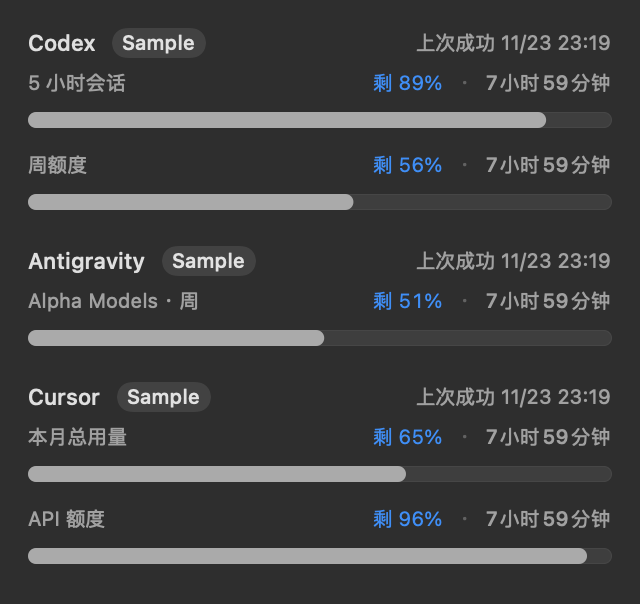 Codex Sample 上次成功 11/23 23:19
5 小时会话 剩 89% · 7小时59分钟
周额度 剩 56% · 7小时59分钟
Antigravity Sample 上次成功 11/23 23:19
Alpha Models · 周 剩 51% · 7小时59分钟
Cursor Sample 上次成功 11/23 23:19
本月总用量 剩 65% · 7小时59分钟
API 额度 剩 96% · 7小时59分钟